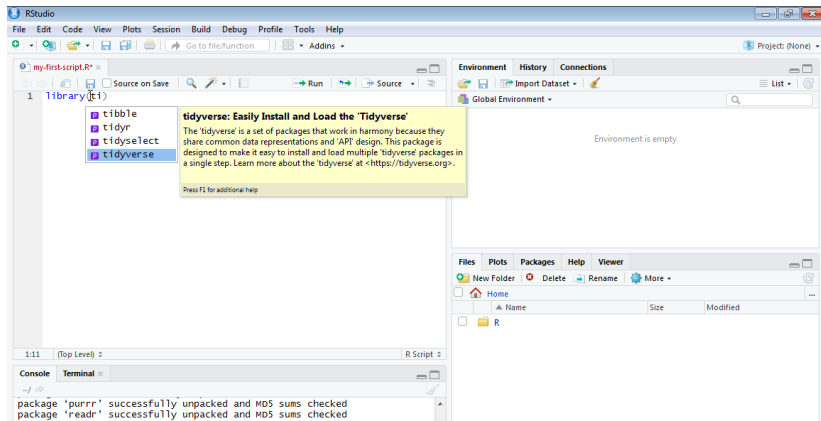 RStudio
File Edit Code View Plots Session Build Debug Profile Tools Help
Go to file/function Addins Project: (None)
my-first-script.R*
Source on Save Run Source
1 library(ti)
tibble
tidyr
tidyselect
tidyverse
tidyverse: Easily Install and Load the 'Tidyverse'
The 'tidyverse' is a set of packages that work in harmony because they
share common data representations and 'API' design. This package is
designed to make it easy to install and load multiple 'tidyverse' packages in
a single step. Learn more about the 'tidyverse' at <https://tidyverse.org>.
Press F1 for additional help
1:11 (Top Level) R Script
Console Terminal
~/
package 'purrr' successfully unpacked and MD5 sums checked
package 'readr' successfully unpacked and MD5 sums checked
Environment History Connections
Import Dataset List
Global Environment
Environment is empty
Files Plots Packages Help Viewer
New Folder Delete Rename More
Home ...
Name Size Modified
R